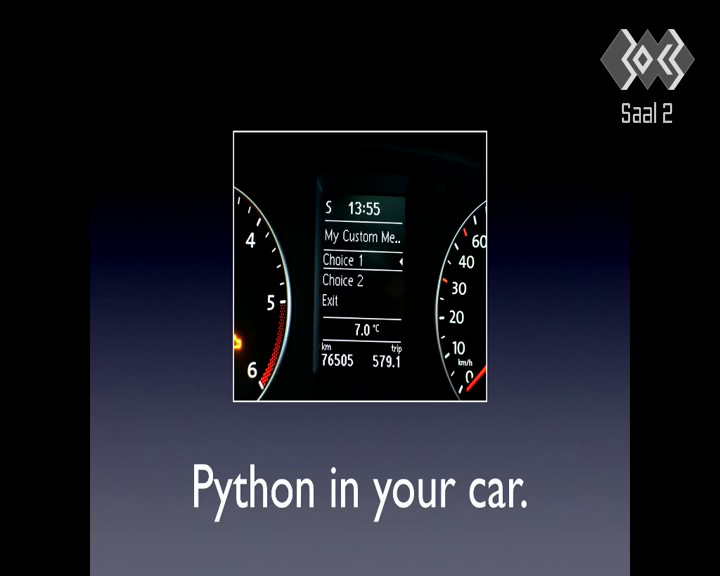 Saal 2
S 13:55
My Custom Me..
4
60
Choice 1
40
Choice 2
30
5
Exit
20
7.0 °C
10
km trip
km/h
6
76505 579.1
0
Python in your car.